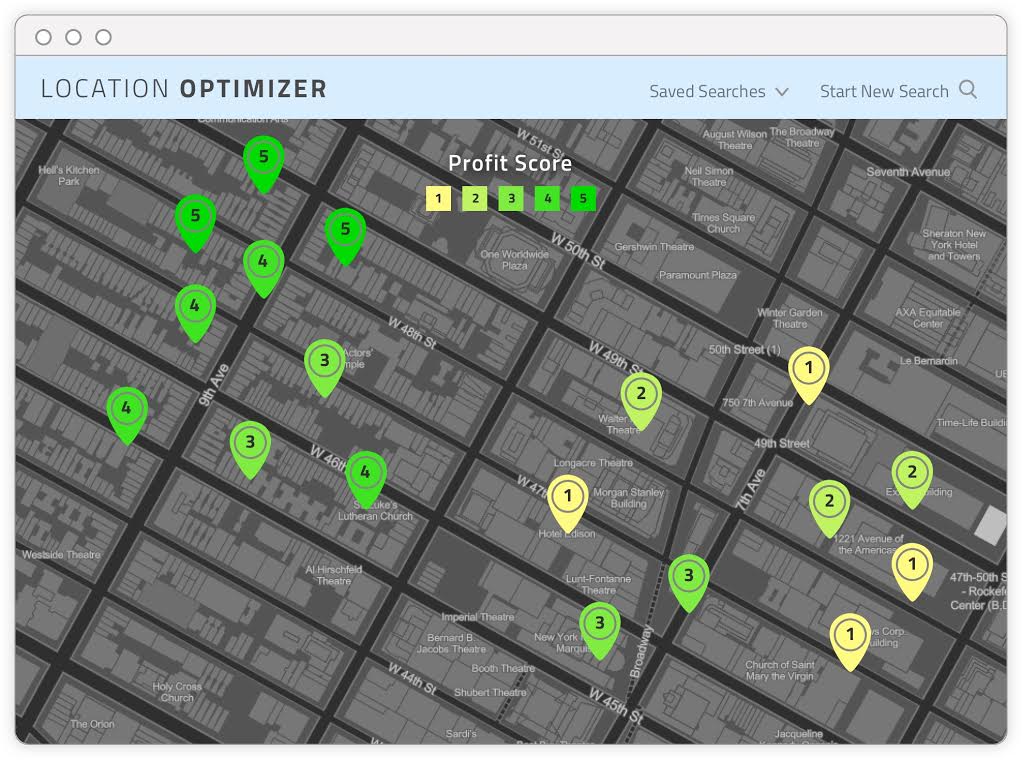 LOCATION OPTIMIZER
Saved Searches
Start New Search
Communication Arts
W 51st St
August Wilson
Theatre
The Broadway
Theatre
Profit Score
1 2 3 4 5
Hell's Kitchen
Park
5
Neil Simon
Theatre
Seventh Avenue
5
5
Times Square
Church
Sheraton New
York Hotel
and Towers
W 50th St
Gershwin Theatre
One Worldwide
Plaza
4
Paramount Plaza
4
Winter Garden
Theatre
AXA Equitable
Center
W 48th St
50th Street (1)
W 49th St
3
Actors'
Le Bernardin
1
9th Ave
2
750 7th Avenue
4
Walter
Theatre
Time-Life
3
49th Street
W 46th
4
Longacre Theatre
2
7th Ave
W 47th
1
Morgan Stanley
Building
2
St. Luke's
Lutheran Church
Hotel Edison
1221 Avenue of
the Americas
Westside Theatre
Al Hirschfeld
Theatre
Lunt-Fontanne
Theatre
3
1
47th-50th S
- Rockefe
Center (B,D
Imperial Theatre
3
Bernard B.
Jacobs Theatre
New York
Marquis
Broadway
1
Corp.
Booth Theatre
Church of Saint
Mary the Virgin
W 44th St
Holy Cross
Church
Shubert Theatre
W 45th St
The Orion
Sardi's
Jacqueline